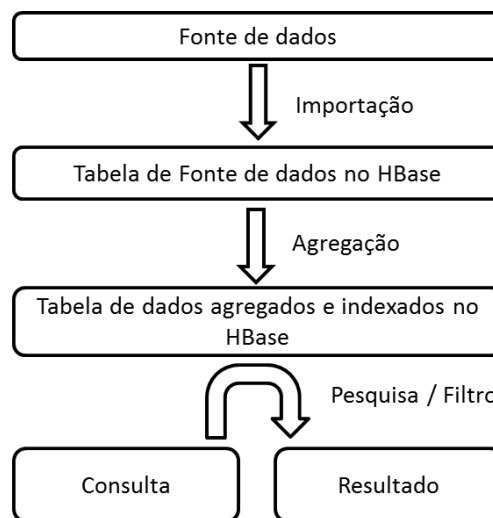 Fonte de dados
Importação
Tabela de Fonte de dados no HBase
Agregação
Tabela de dados agregados e indexados no
HBase
Pesquisa / Filtro
Consulta
Resultado